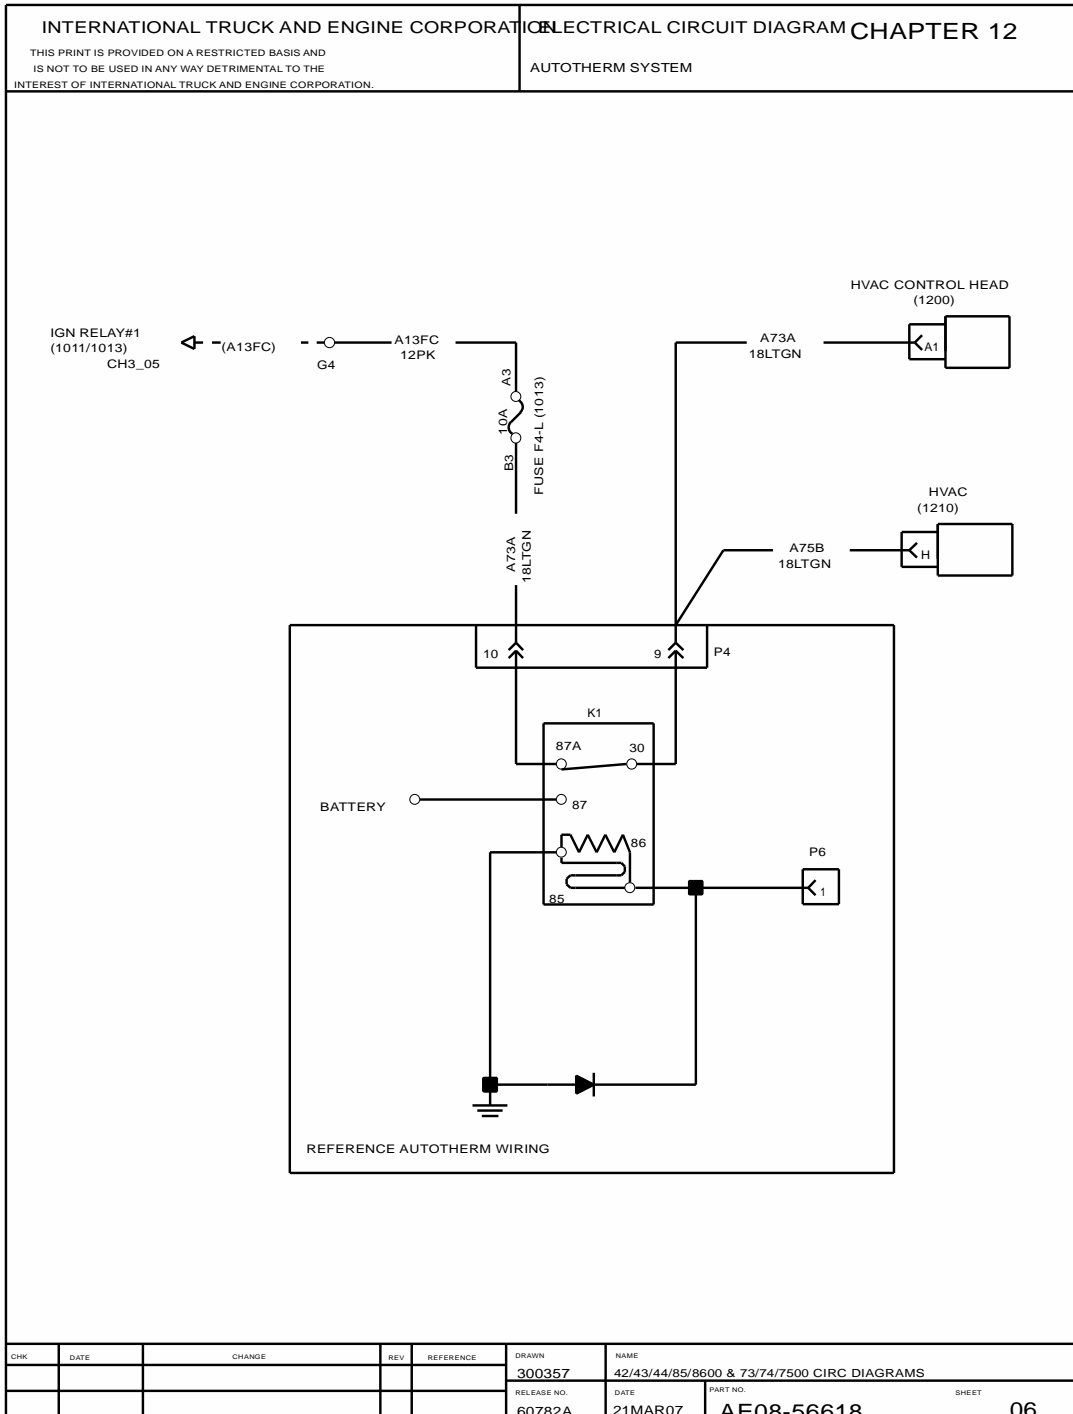 INTERNATIONAL TRUCK AND ENGINE CORPORATION
ELECTRICAL CIRCUIT DIAGRAM
CHAPTER 12
THIS PRINT IS PROVIDED ON A RESTRICTED BASIS AND
IS NOT TO BE USED IN ANY WAY DETRIMENTAL TO THE
INTEREST OF INTERNATIONAL TRUCK AND ENGINE CORPORATION.
AUTOTHERM SYSTEM
HVAC CONTROL HEAD
(1200)
A1
IGN RELAY#1
(1011/1013)
CH3_05
(A13FC)
G4
A13FC
12PK
A73A
18LTGN
A3
10A
B3
FUSE F4-L (1013)
HVAC
(1210)
H
A73A
18LTGN
A75B
18LTGN
10
9
P4
K1
87A
30
BATTERY
87
86
85
P6
1
REFERENCE AUTOTHERM WIRING
CHK
DATE
CHANGE
REV
REFERENCE
DRAWN
300357
NAME
42/43/44/85/8600 & 73/74/7500 CIRC DIAGRAMS
RELEASE NO.
60782A
DATE
21MAR07
PART NO.
AE08-56618
SHEET
06